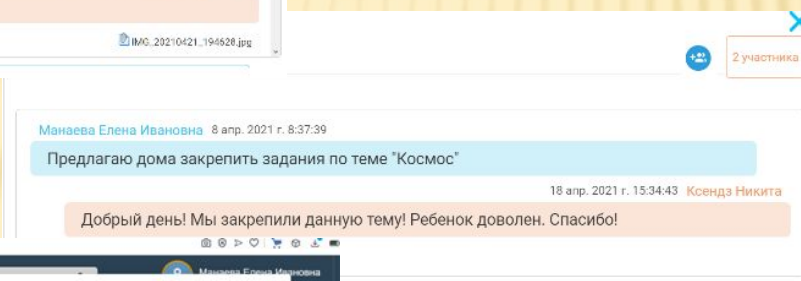 IMG_20210421_194628.jpg
2 участника
Манаева Елена Ивановна 8 апр. 2021 г. 8:37:39
Предлагаю дома закрепить задания по теме "Космос"
18 апр. 2021 г. 15:34:43 Ксендз Никита
Добрый день! Мы закрепили данную тему! Ребенок доволен. Спасибо!
Манаева Елена Ивановна